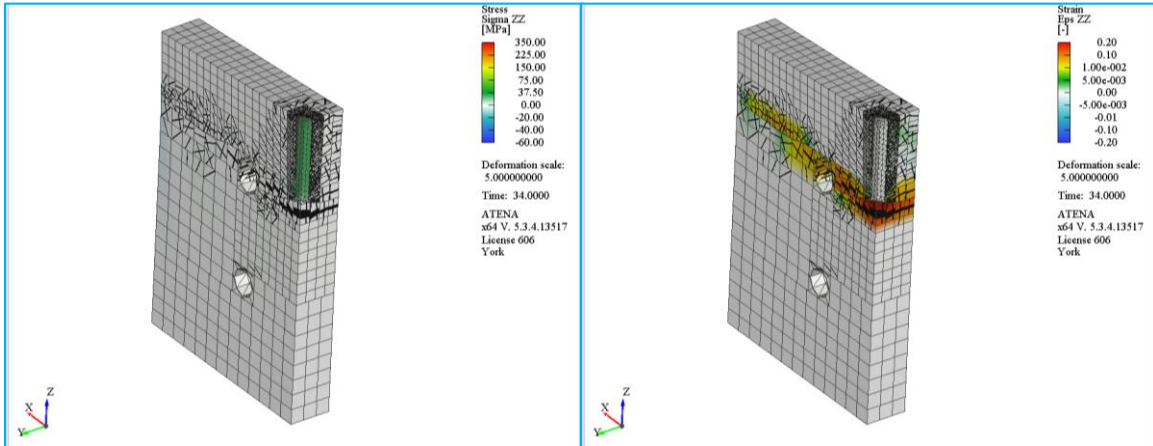 Stress
Sigma ZZ
[MPa]
350.00
225.00
150.00
75.00
37.50
0.00
-20.00
-40.00
-60.00
Deformation scale:
5.000000000
Time: 34.0000
ATENA
x64 V. 5.3.4.13517
License 606
York
Z
X
Y
Strain
Eps ZZ
[-]
0.20
0.10
1.00e-002
5.00e-003
0.00
-5.00e-003
-0.01
-0.10
-0.20
Deformation scale:
5.000000000
Time: 34.0000
ATENA
x64 V. 5.3.4.13517
License 606
York
Z
X
Y